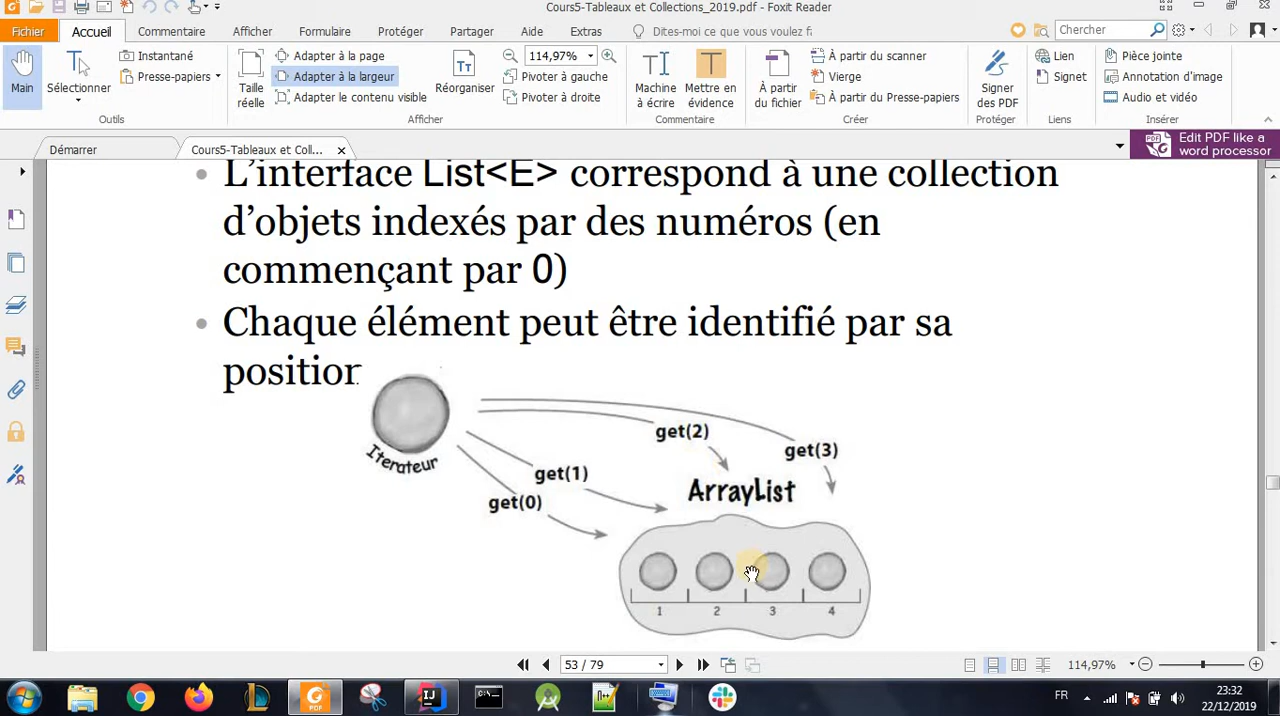 Cours5-Tableaux et Collections_2019.pdf - Foxit Reader
Fichier Accueil Commentaire Afficher Formulaire Protéger Partager Aide Extras Dites-moi ce que vous voulez f Chercher
Main
Sélectionner
Instantané
Presse-papiers
Outils
Taille réelle
Adapter à la page
Adapter à la largeur
Adapter le contenu visible
Réorganiser
114,97%
Pivoter à gauche
Pivoter à droite
Afficher
Machine à écrire
Mettre en évidence
Commentaire
À partir du fichier
À partir du scanner
Vierge
À partir du Presse-papiers
Créer
Signer des PDF
Protéger
Lien
Signet
Liens
Pièce jointe
Annotation d'image
Audio et vidéo
Insérer
Démarrer
Cours5-Tableaux et Coll...
Edit PDF like a
word processor
L'interface List<E> correspond à une collection
d'objets indexés par des numéros (en
commençant par 0)
Chaque élément peut être identifié par sa
position
Iterateur
get(2)
get(3)
get(1)
get(0)
ArrayList
1 2 3 4
53 / 79
114,97%
FR
23:32
22/12/2019